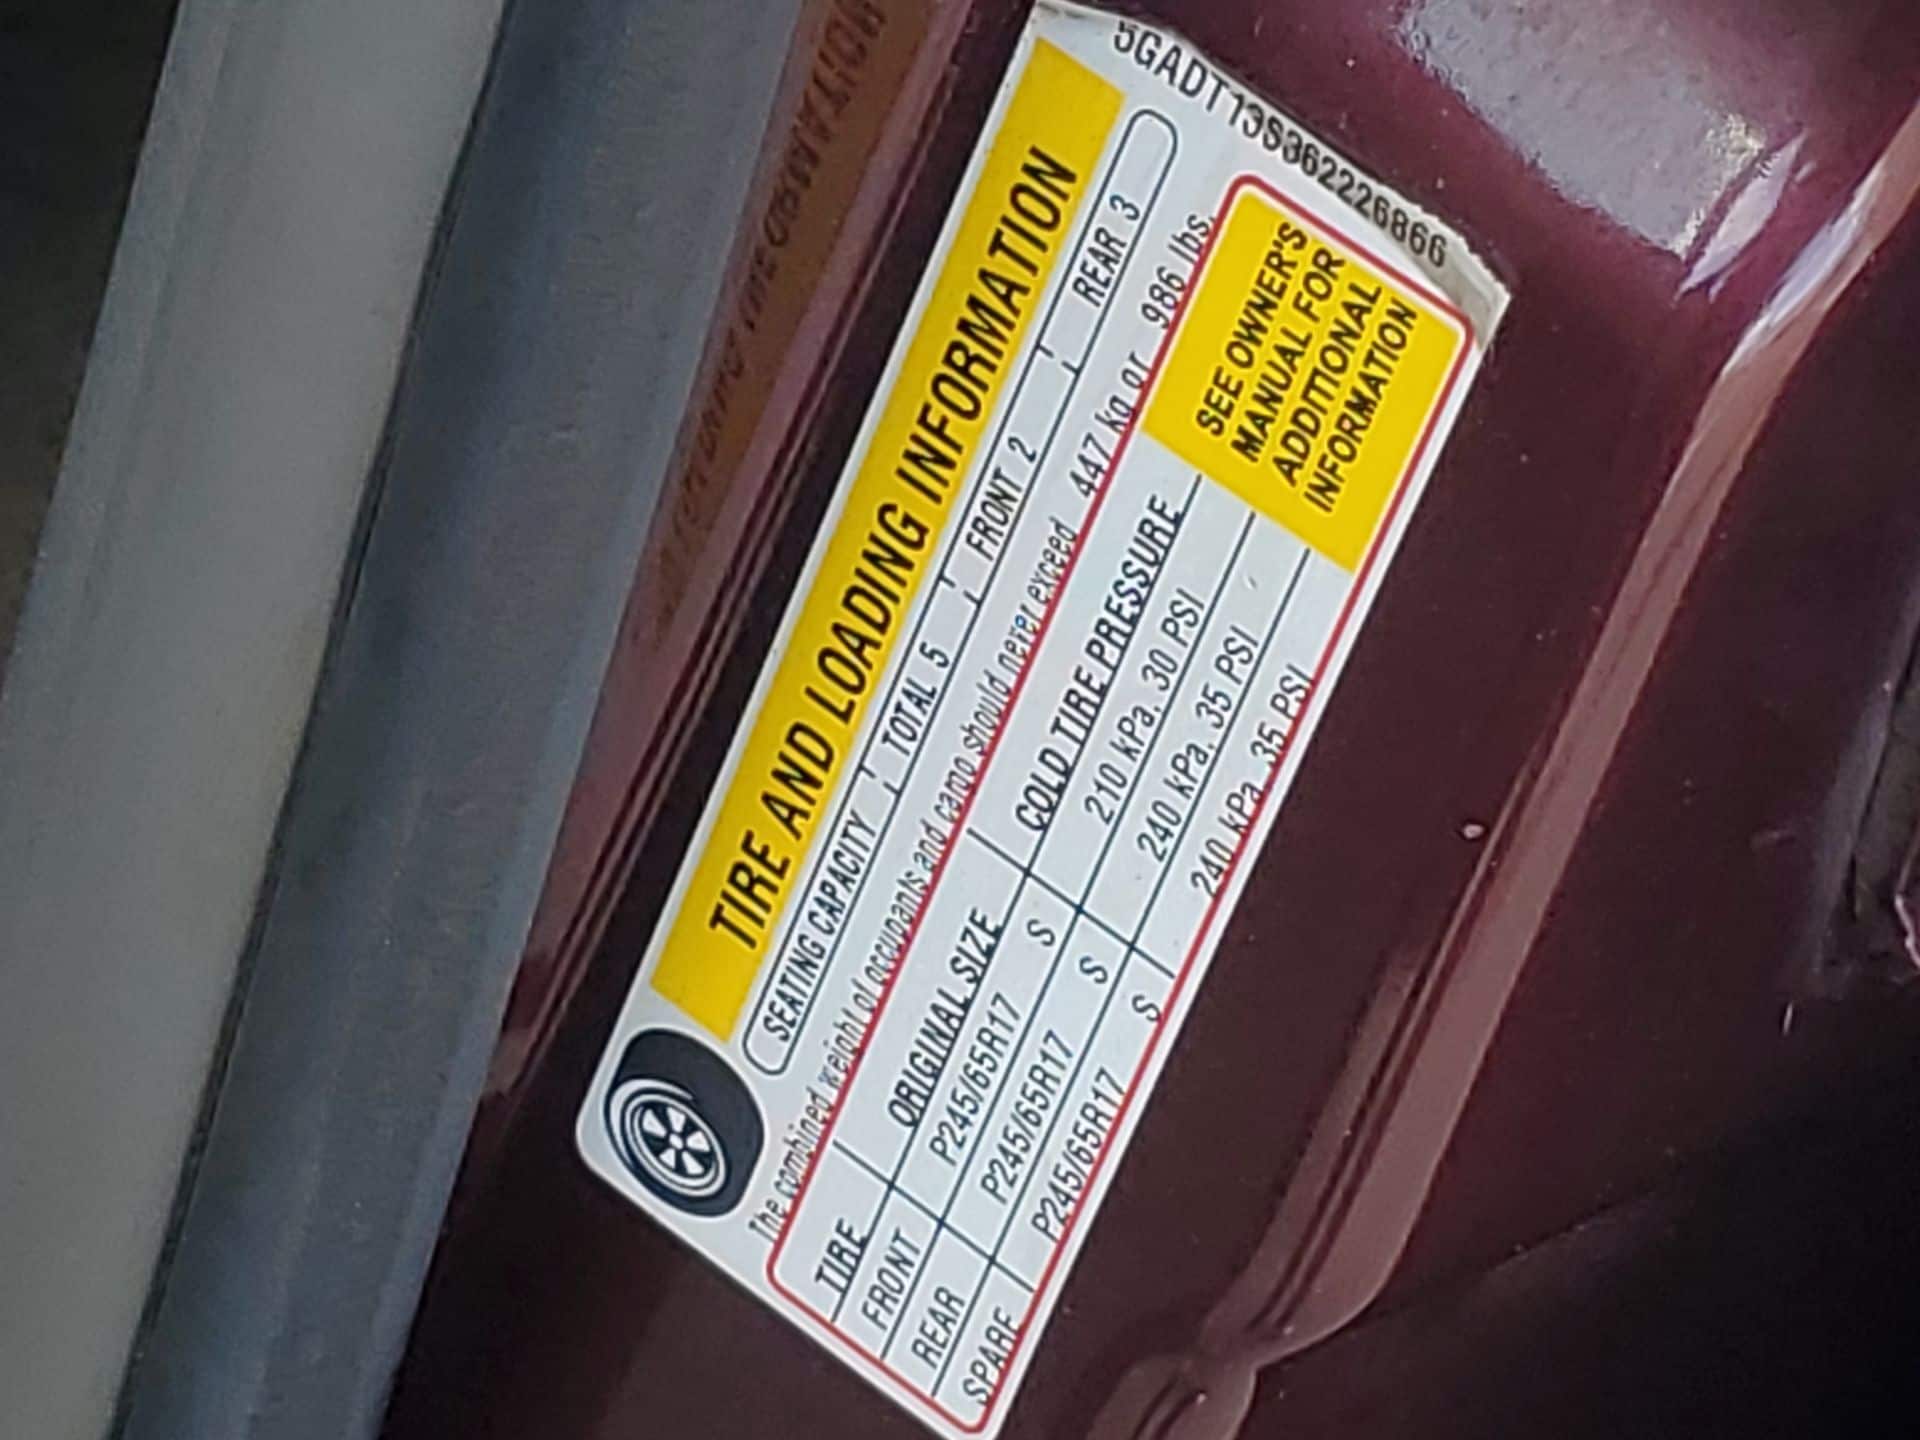 5GADT13S362226866
TIRE AND LOADING INFORMATION
SEATING CAPACITY TOTAL 5 FRONT 2 REAR 3
The combined weight of occupants and cargo should never exceed 447 kg or 986 lbs.
TIRE ORIGINAL SIZE COLD TIRE PRESSURE
FRONT P245/65R17 S 210 kPa, 30 PSI
REAR P245/65R17 S 240 kPa, 35 PSI
SPARE P245/65R17 S 240 kPa, 35 PSI
SEE OWNER'S
MANUAL FOR
ADDITIONAL
INFORMATION